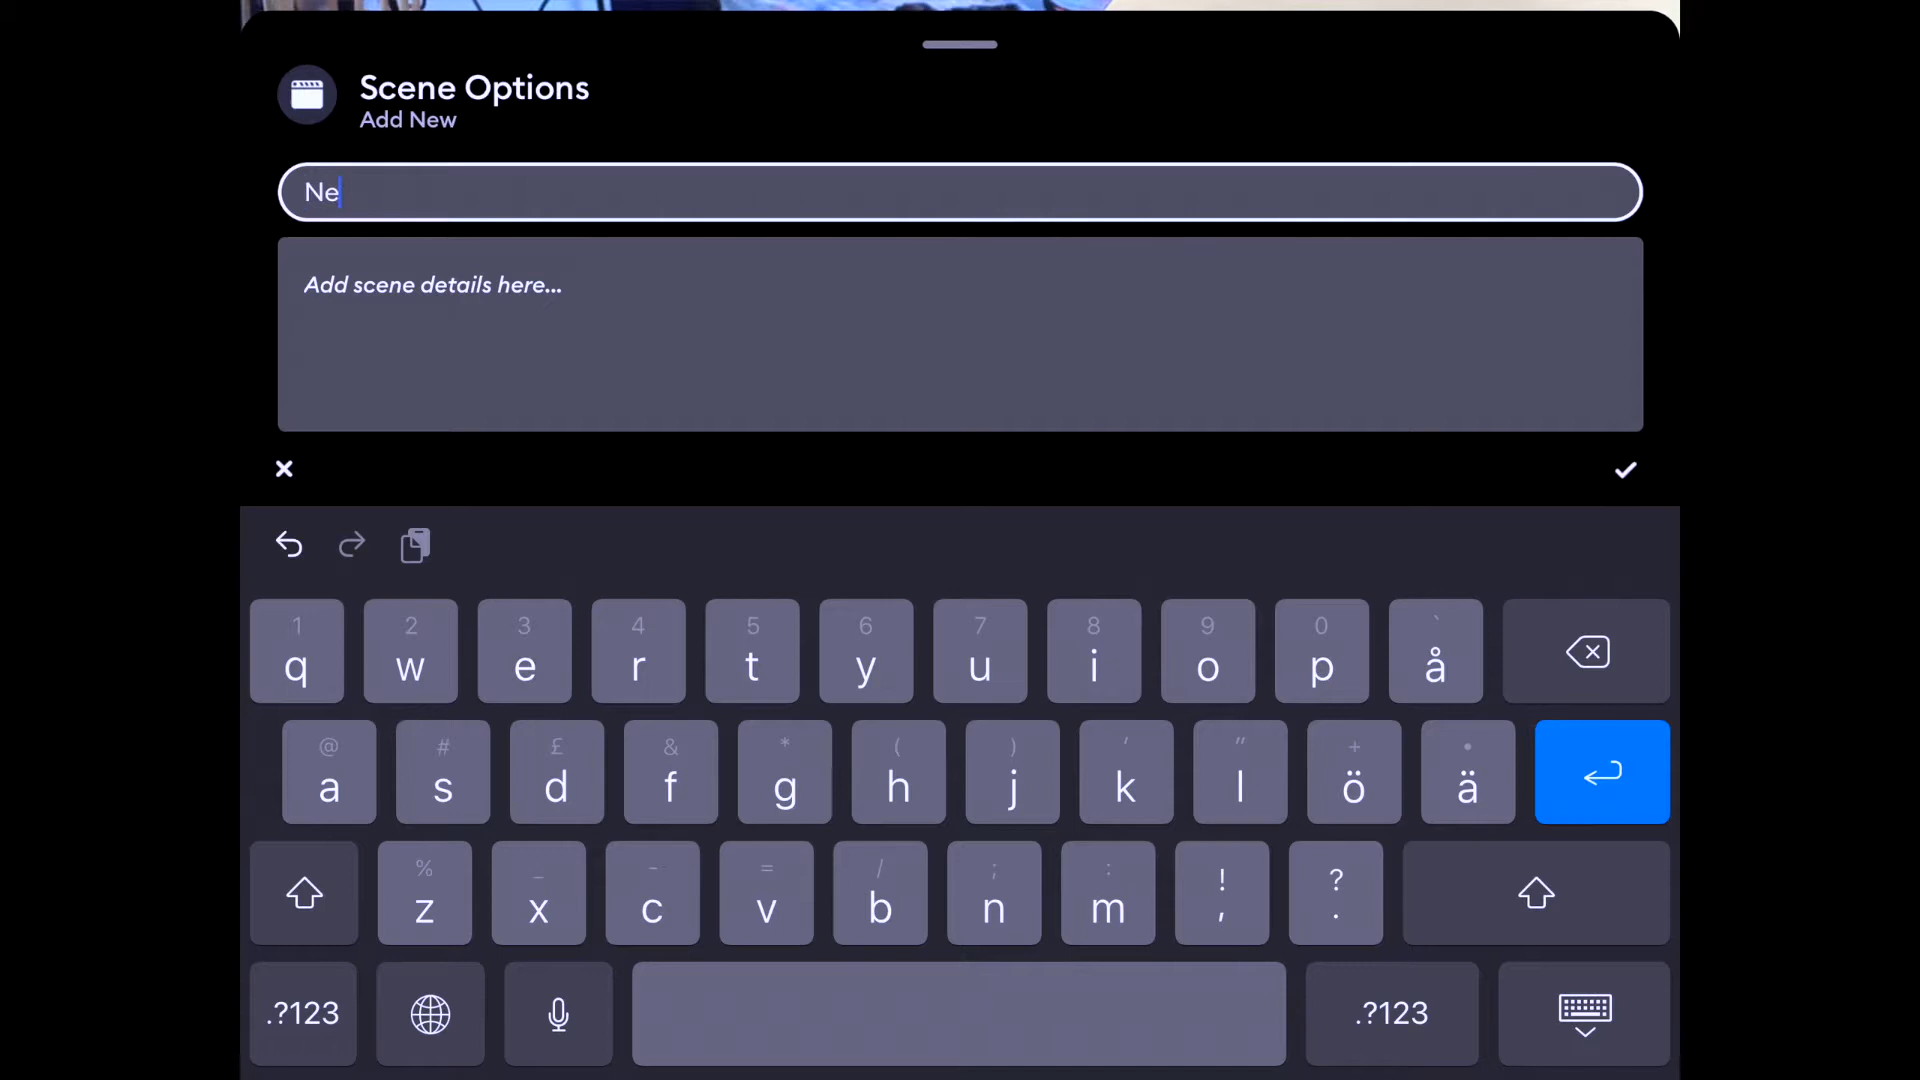 Scene Options
Add New
Ne
Add scene details here...
1 2 3 4 5 6 7 8 9 0 `
q w e r t y u i o p å
@ # £ & * ( ) ' " + •
a s d f g h j k l ö ä
% _ - = / ; : ! ?
z x c v b n m , .
.?123 .?123